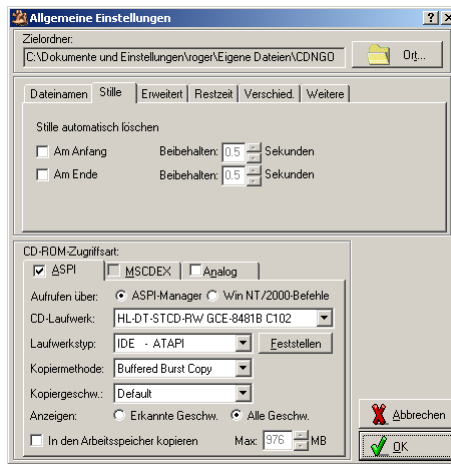 Allgemeine Einstellungen
Zielordner:
C:\Dokumente und Einstellungen\roger\Eigene Dateien\CDNGO
Ort...
Dateinamen Stille Erweitert Restzeit Verschied. Weitere
Stille automatisch löschen
Am Anfang Beibehalten: 0.5 Sekunden
Am Ende Beibehalten: 0.5 Sekunden
CD-ROM-Zugriffsart:
ASPI MSCDEX Analog
Aufrufen über: ASPI-Manager Win NT/2000-Befehle
CD-Laufwerk: HL-DT-STCD-RW GCE-8481B C102
Laufwerkstyp: IDE - ATAPI Feststellen
Kopiermethode: Buffered Burst Copy
Kopiergeschw.: Default
Anzeigen: Erkannte Geschw. Alle Geschw.
In den Arbeitsspeicher kopieren Max: 976 MB
Abbrechen
OK